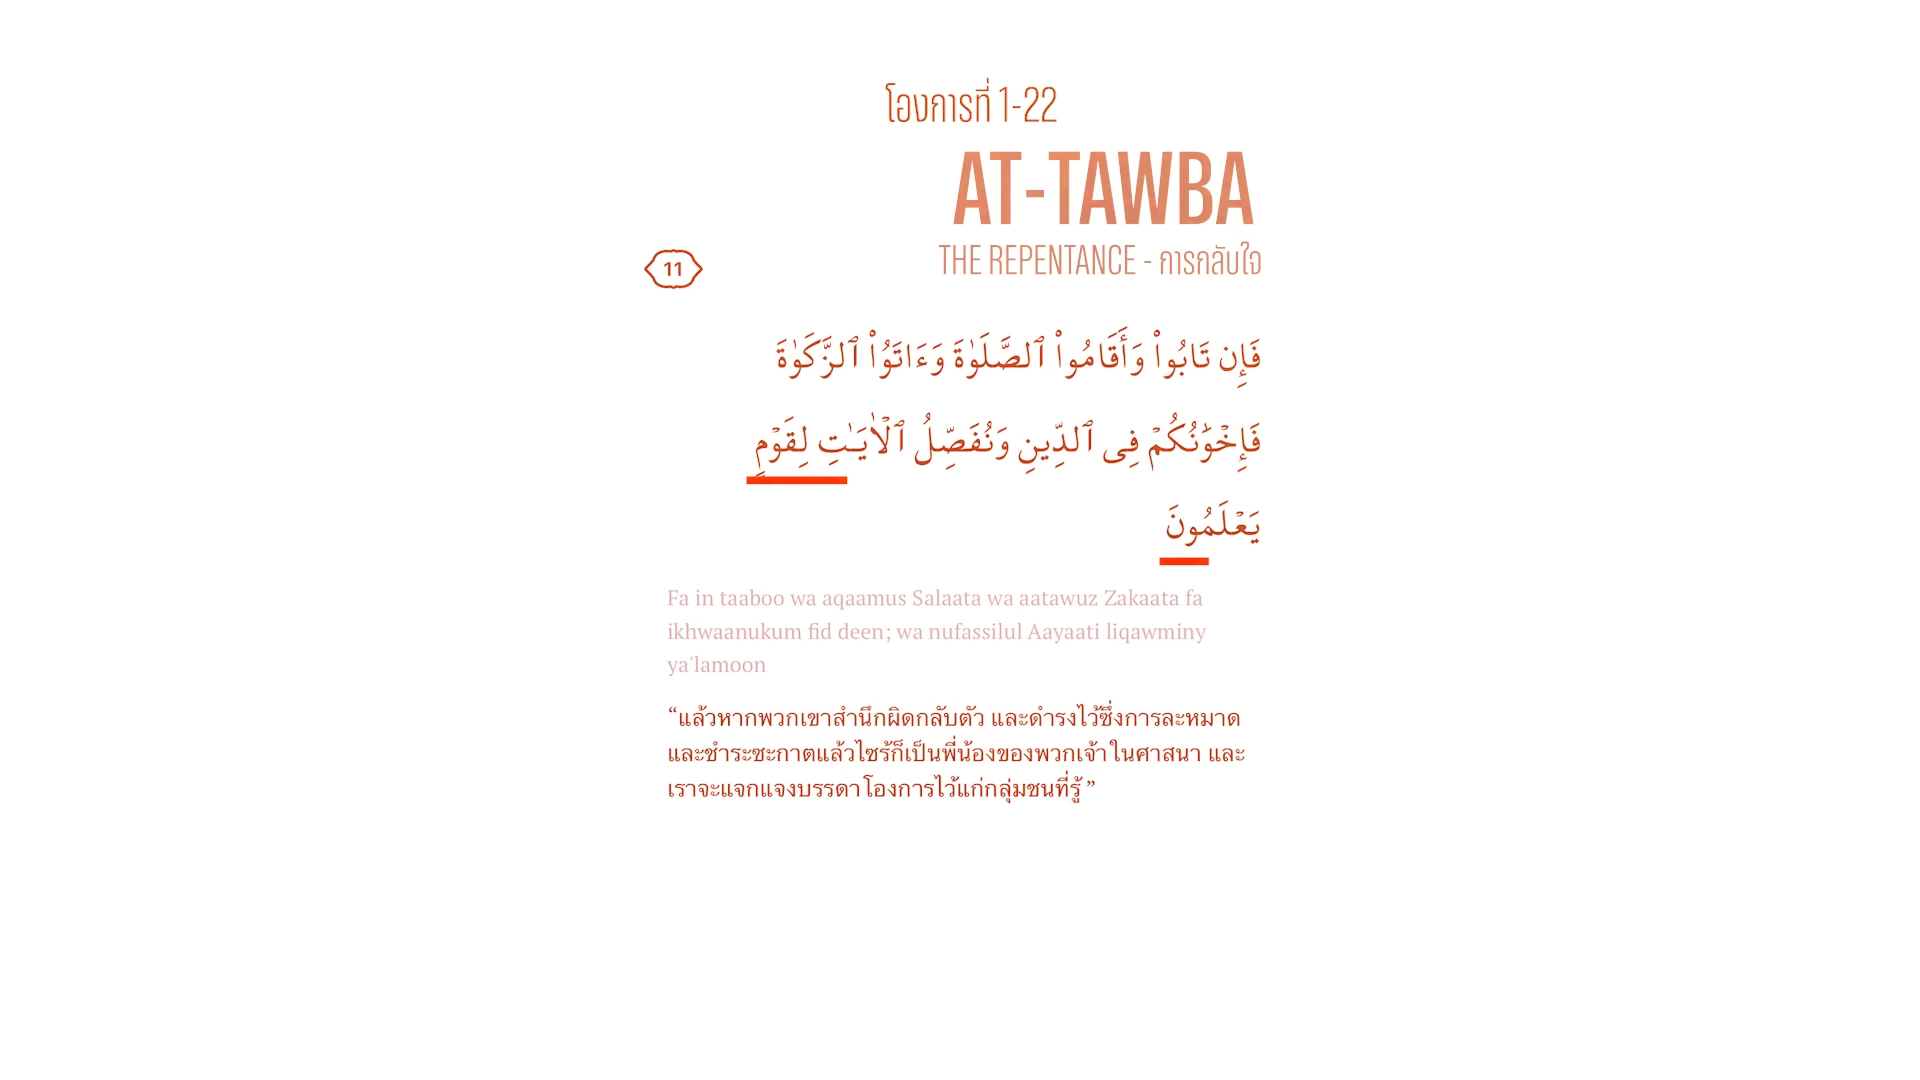 โองการที่ 1-22
AT-TAWBA
THE REPENTANCE - การกลับใจ
11
فَإِن تَابُوا۟ وَأَقَامُوا۟ ٱلصَّلَوٰةَ وَءَاتَوُا۟ ٱلزَّكَوٰةَ
فَإِخْوَٰنُكُمْ فِى ٱلدِّينِ وَنُفَصِّلُ ٱلْأَيَـٰتِ لِقَوْمٍ
يَعْلَمُونَ
Fa in taaboo wa aqaamus Salaata wa aatawuz Zakaata fa
ikhwaanukum fid deen; wa nufassilul Aayaati liqawminy
ya'lamoon
“แล้วหากพวกเขาสำนึกผิดกลับตัว และดำรงไว้ซึ่งการละหมาด
และชำระซะกาตแล้วไซร้ก็เป็นพี่น้องของพวกเจ้าในศาสนา และ
เราจะแจกแจงบรรดาโองการไว้แก่กลุ่มชนที่รู้”